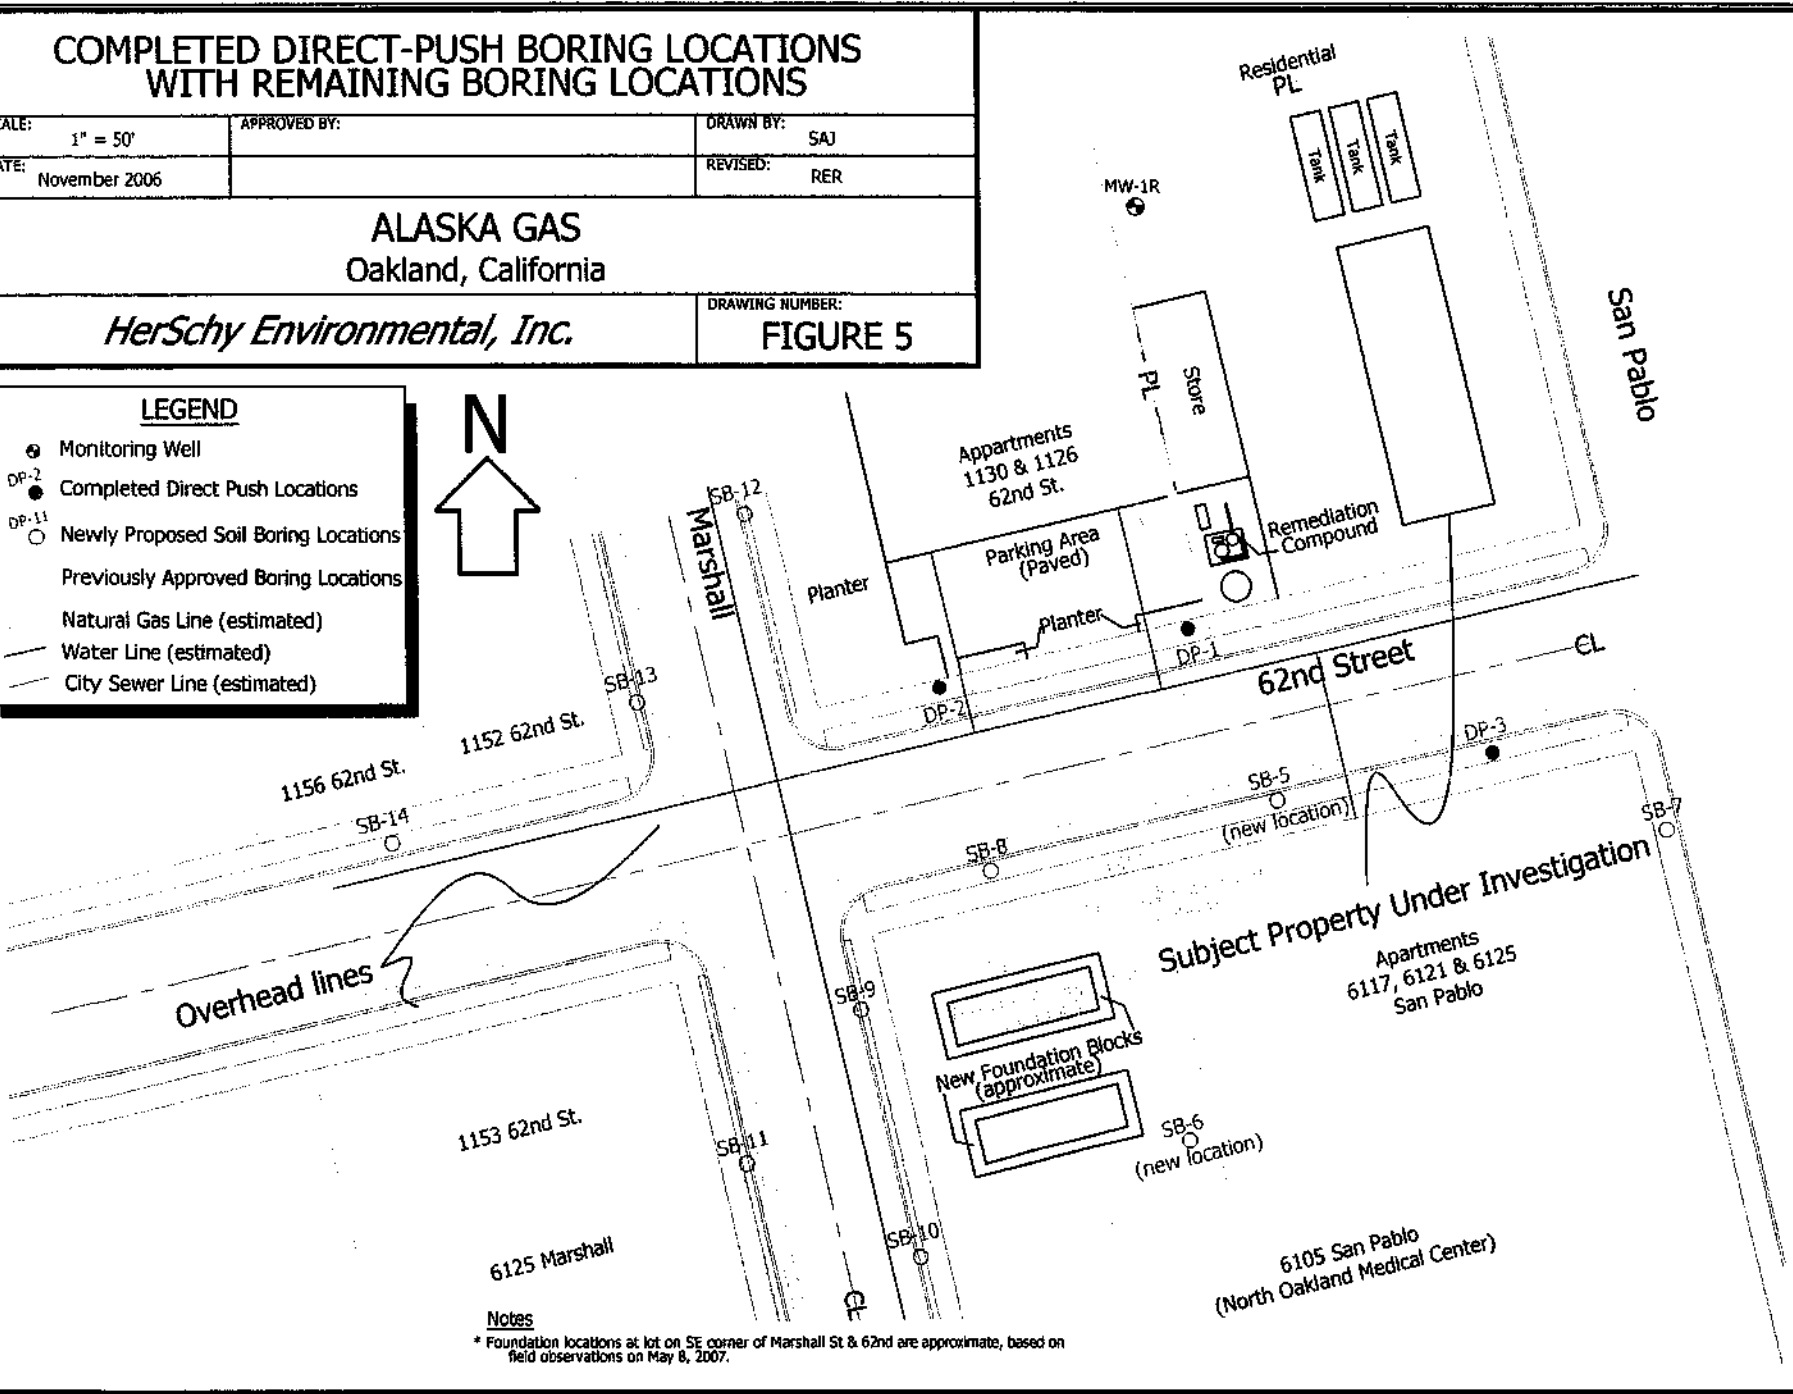 COMPLETED DIRECT-PUSH BORING LOCATIONS
WITH REMAINING BORING LOCATIONS
ALE:
1" = 50'
APPROVED BY:
DRAWN BY:
SAJ
ATE:
November 2006
REVISED:
RER
ALASKA GAS
Oakland, California
HerSchy Environmental, Inc.
DRAWING NUMBER:
FIGURE 5
LEGEND
Monitoring Well
DP-2
Completed Direct Push Locations
DP-11
Newly Proposed Soil Boring Locations
Previously Approved Boring Locations
Natural Gas Line (estimated)
Water Line (estimated)
City Sewer Line (estimated)
N
Residential
PL
Tank
Tank
Tank
MW-1R
San Pablo
PL
Store
Appartments
1130 & 1126
62nd St.
Remediation
Compound
Parking Area
(Paved)
Planter
Planter
SB-12
Marshall
SB-13
DP-1
DP-2
62nd Street
CL
DP-3
1152 62nd St.
1156 62nd St.
SB-14
SB-5
(new location)
SB-7
SB-8
Subject Property Under Investigation
Apartments
6117, 6121 & 6125
San Pablo
Overhead lines
SB-9
New Foundation Blocks
(approximate)
1153 62nd St.
SB-11
SB-6
(new location)
SB-10
6125 Marshall
6105 San Pablo
(North Oakland Medical Center)
CL
Notes
* Foundation locations at lot on SE corner of Marshall St & 62nd are approximate, based on
field observations on May 8, 2007.